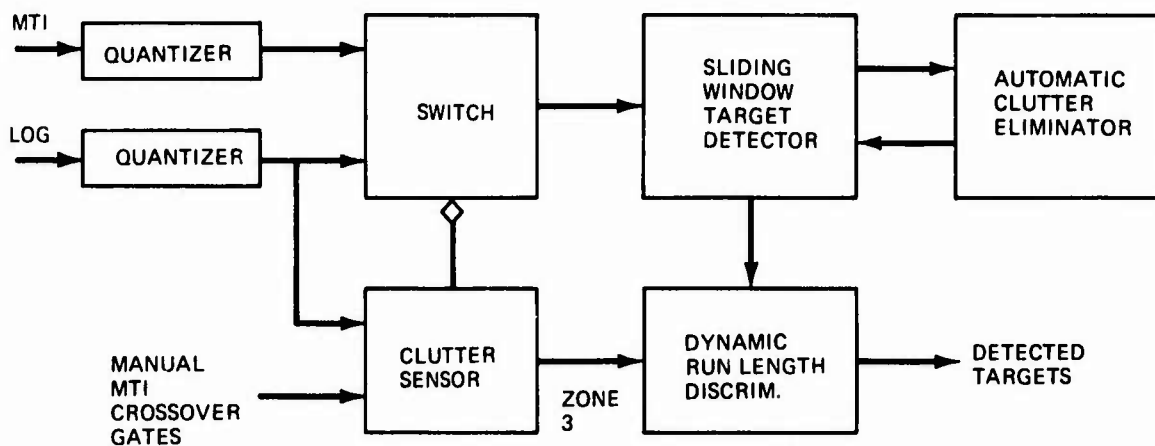 MTI
QUANTIZER
LOG
QUANTIZER
SWITCH
SLIDING
WINDOW
TARGET
DETECTOR
AUTOMATIC
CLUTTER
ELIMINATOR
MANUAL
MTI
CROSSOVER
GATES
CLUTTER
SENSOR
ZONE
3
DYNAMIC
RUN LENGTH
DISCRIM.
DETECTED
TARGETS